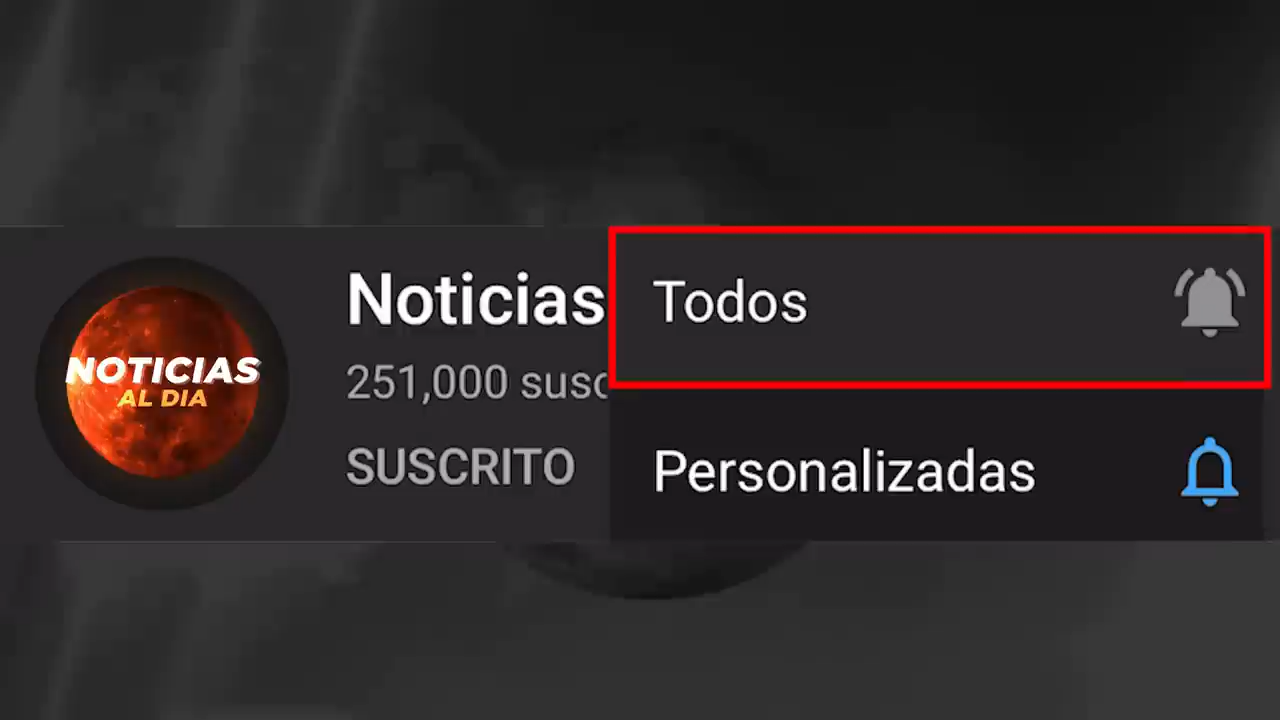 NOTICIAS
AL DIA
Noticias
251,000 susc
SUSCRITO
Todos
Personalizadas